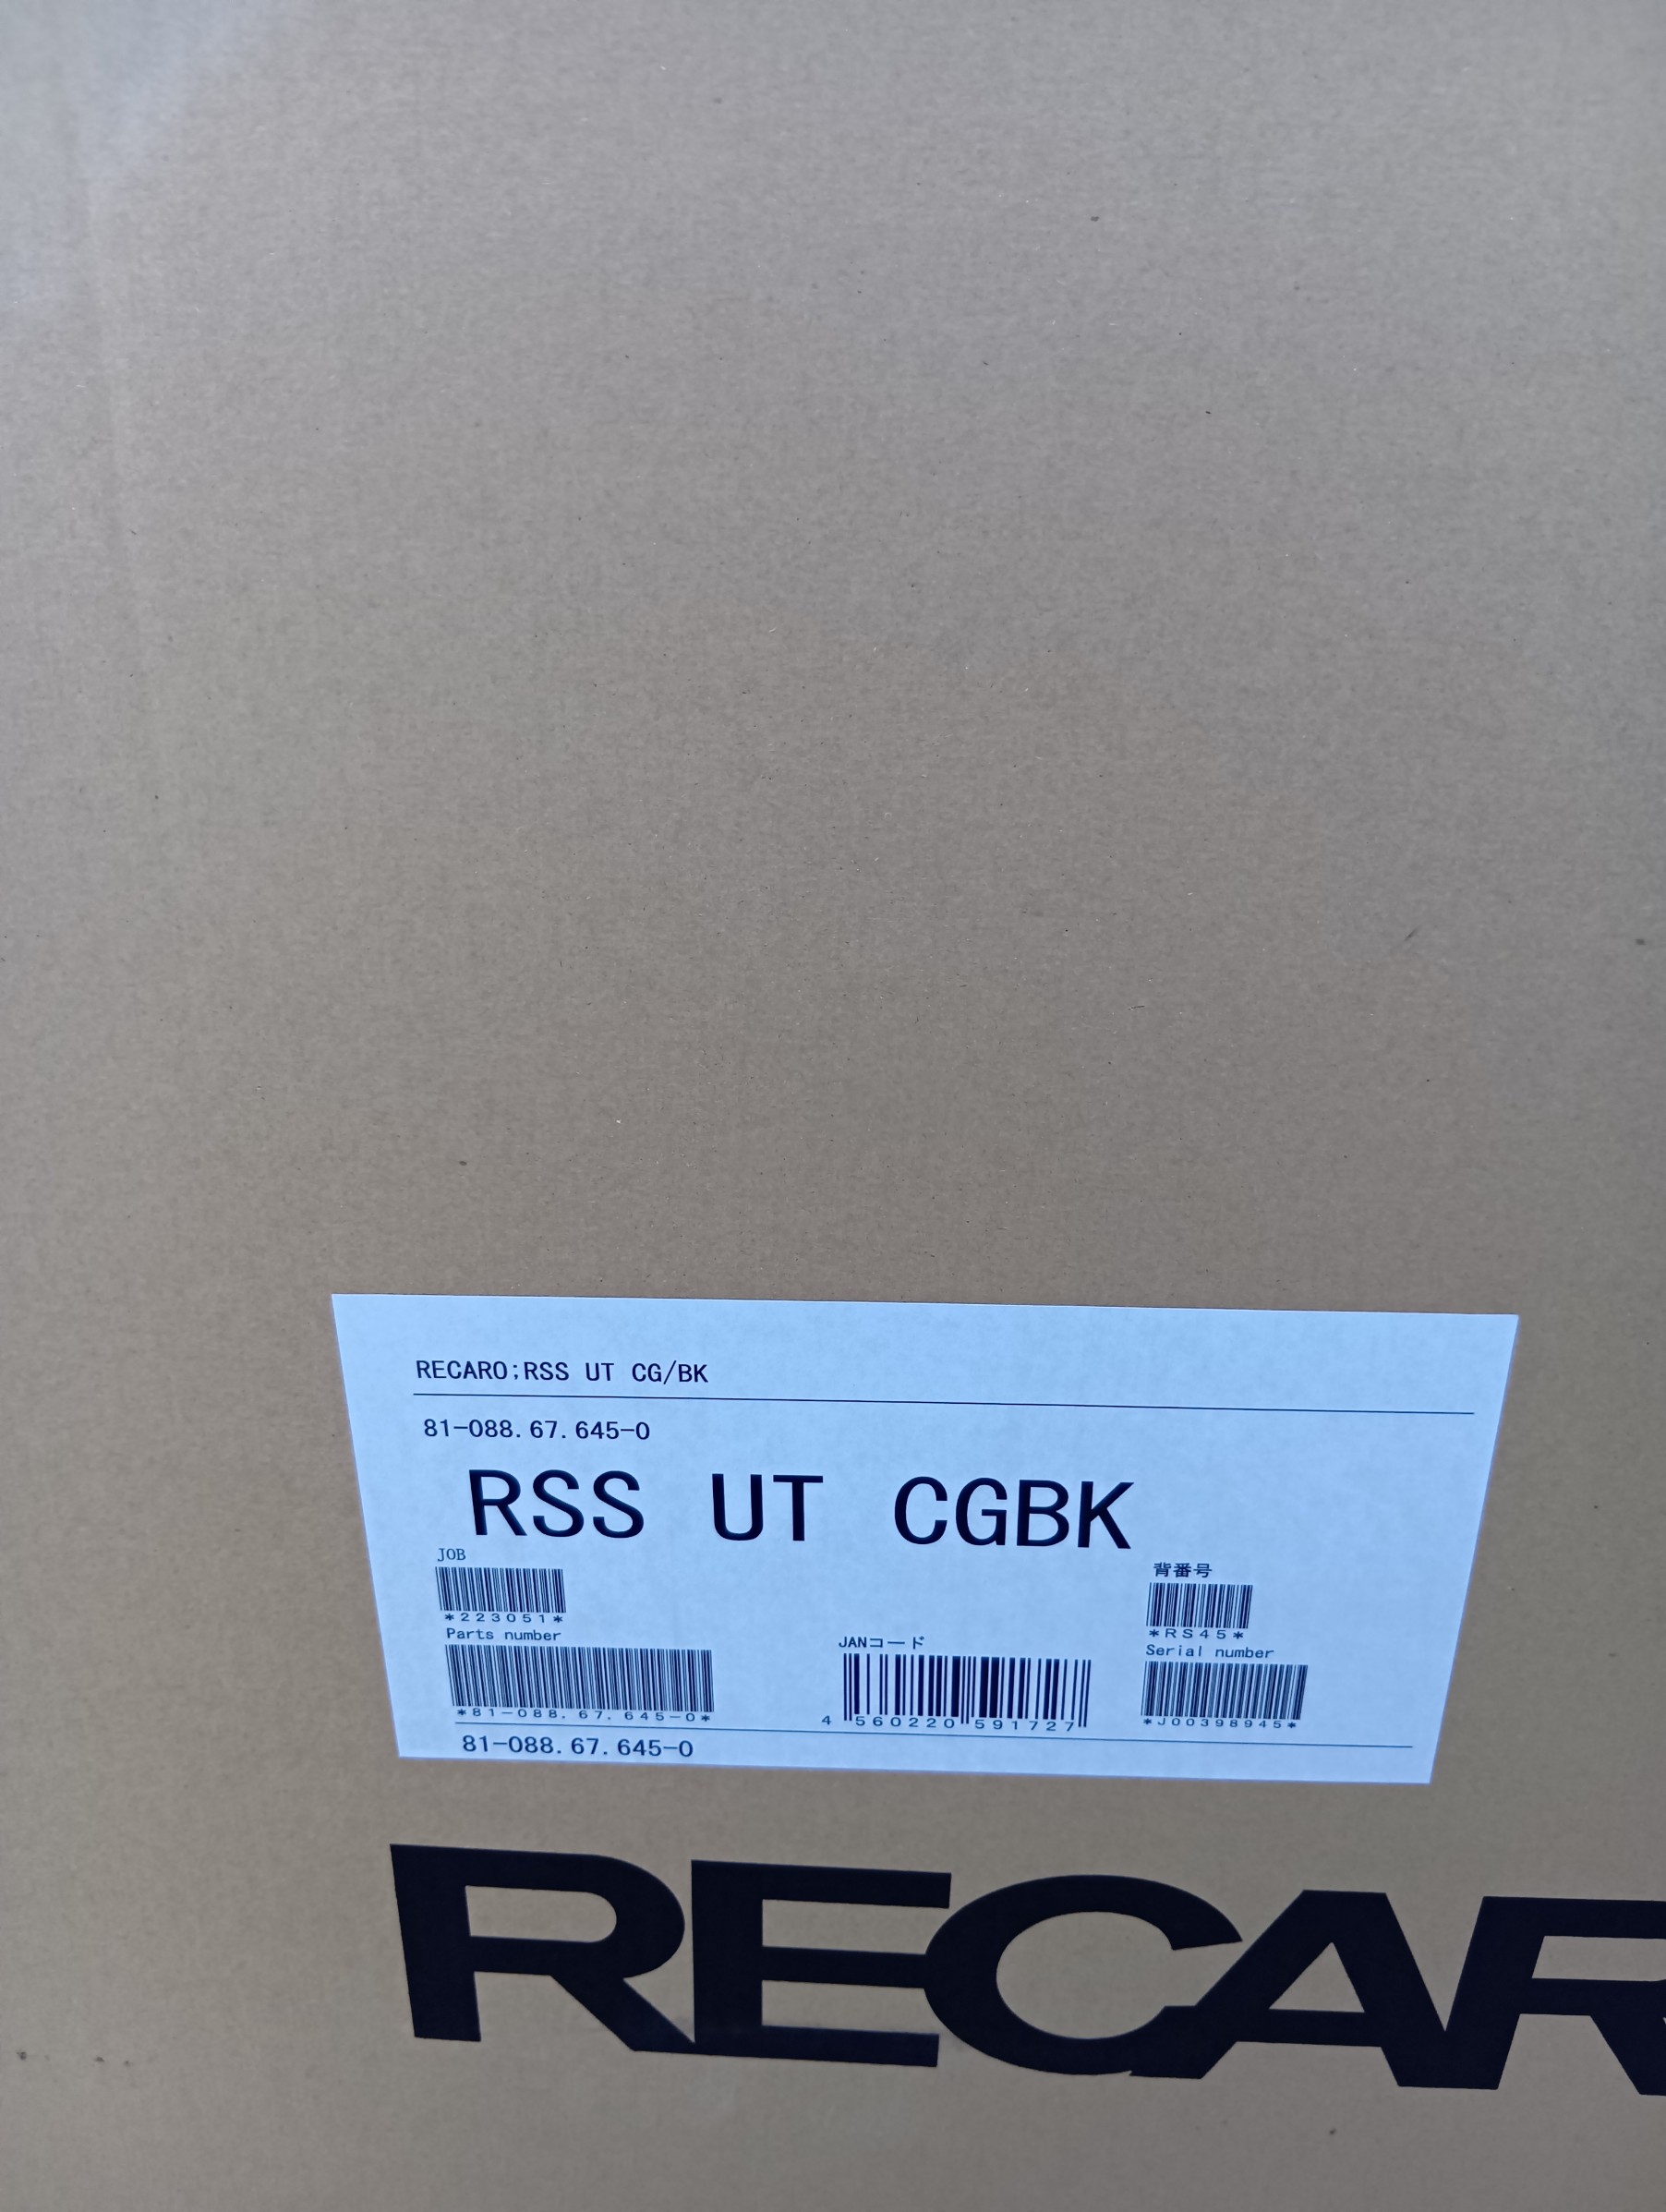 RECARO;RSS UT CG/BK
81-088.67.645-0
RSS UT CGBK
JOB
*223051*
背番号
*RS45*
Parts number
*81-088.67.645-0*
JANコード
4 560220 591727
Serial number
*J00398945*
81-088.67.645-0
RECAR